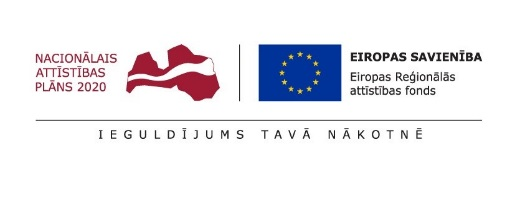 NACIONĀLAIS
ATTĪSTĪBAS
PLĀNS 2020
EIROPAS SAVIENĪBA
Eiropas Reģionālās
attīstības fonds
IEGULDĪJUMS TAVĀ NĀKOTNĒ